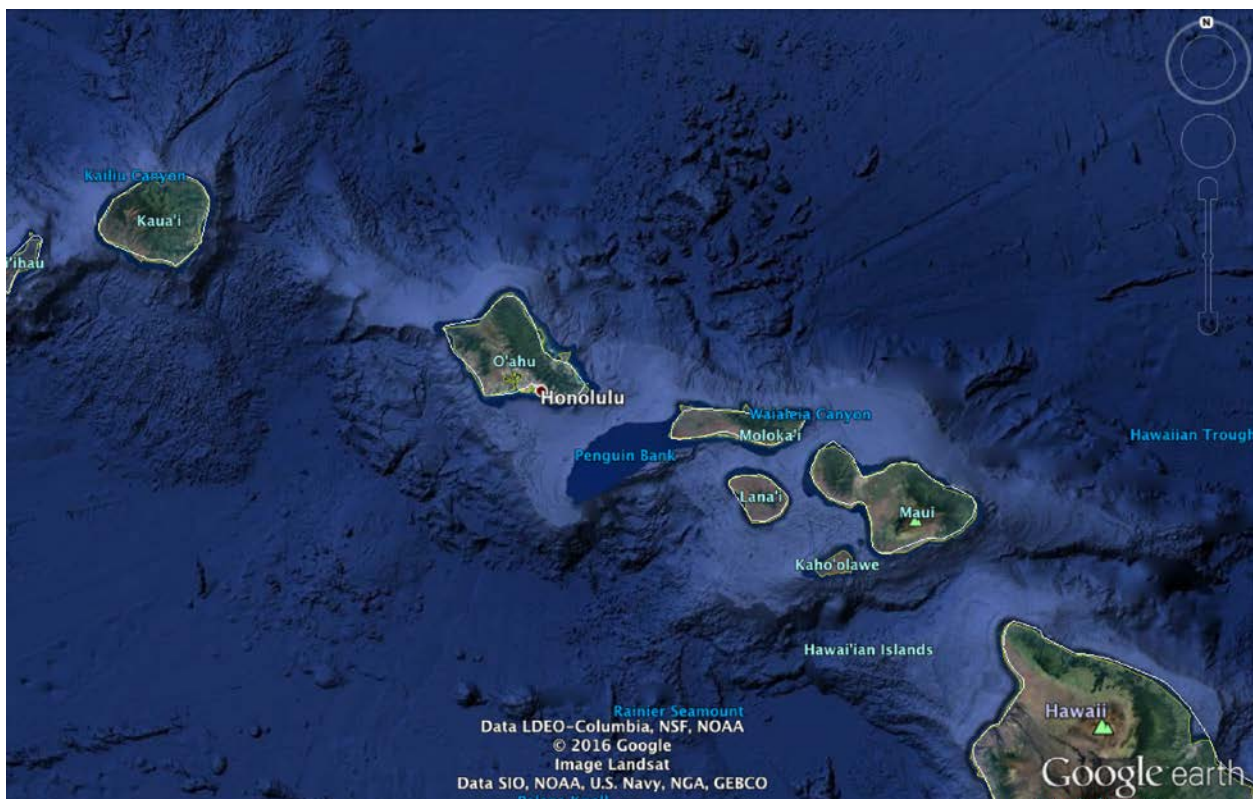 N
Kailiu Canyon
Kaua'i
i'ihau
O'ahu
Honolulu
Waialeia Canyon
Moloka'i
Hawaiian Trough
Penguin Bank
Lana'i
Maui
Kaho'olawe
Hawai'ian Islands
Rainier Seamount
Hawaii
Data LDEO-Columbia, NSF, NOAA
© 2016 Google
Image Landsat
Data SIO, NOAA, U.S. Navy, NGA, GEBCO
Google earth